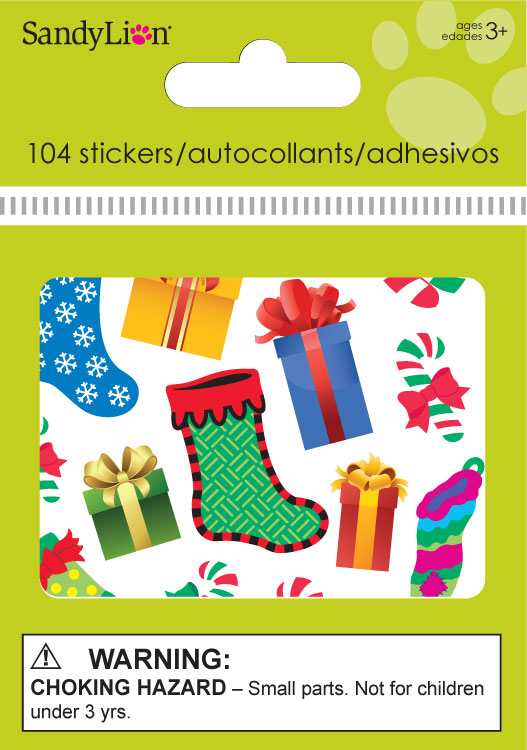 SandyLion
ages
edades 3+
104 stickers/autocollants/adhesivos
WARNING:
CHOKING HAZARD – Small parts. Not for children
under 3 yrs.